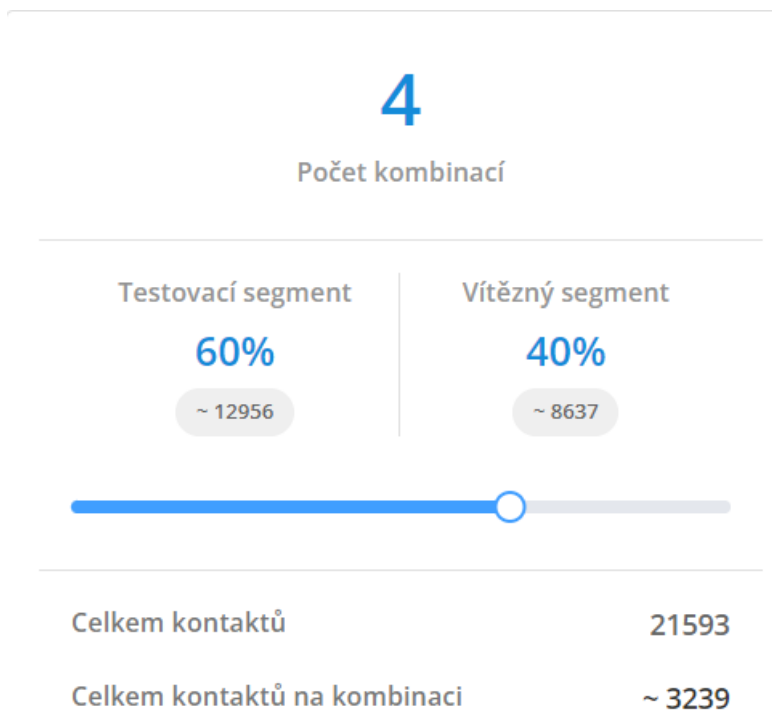 4
Počet kombinací
Testovací segment
60%
~ 12956
Vítězný segment
40%
~ 8637
Celkem kontaktů 21593
Celkem kontaktů na kombinaci ~ 3239